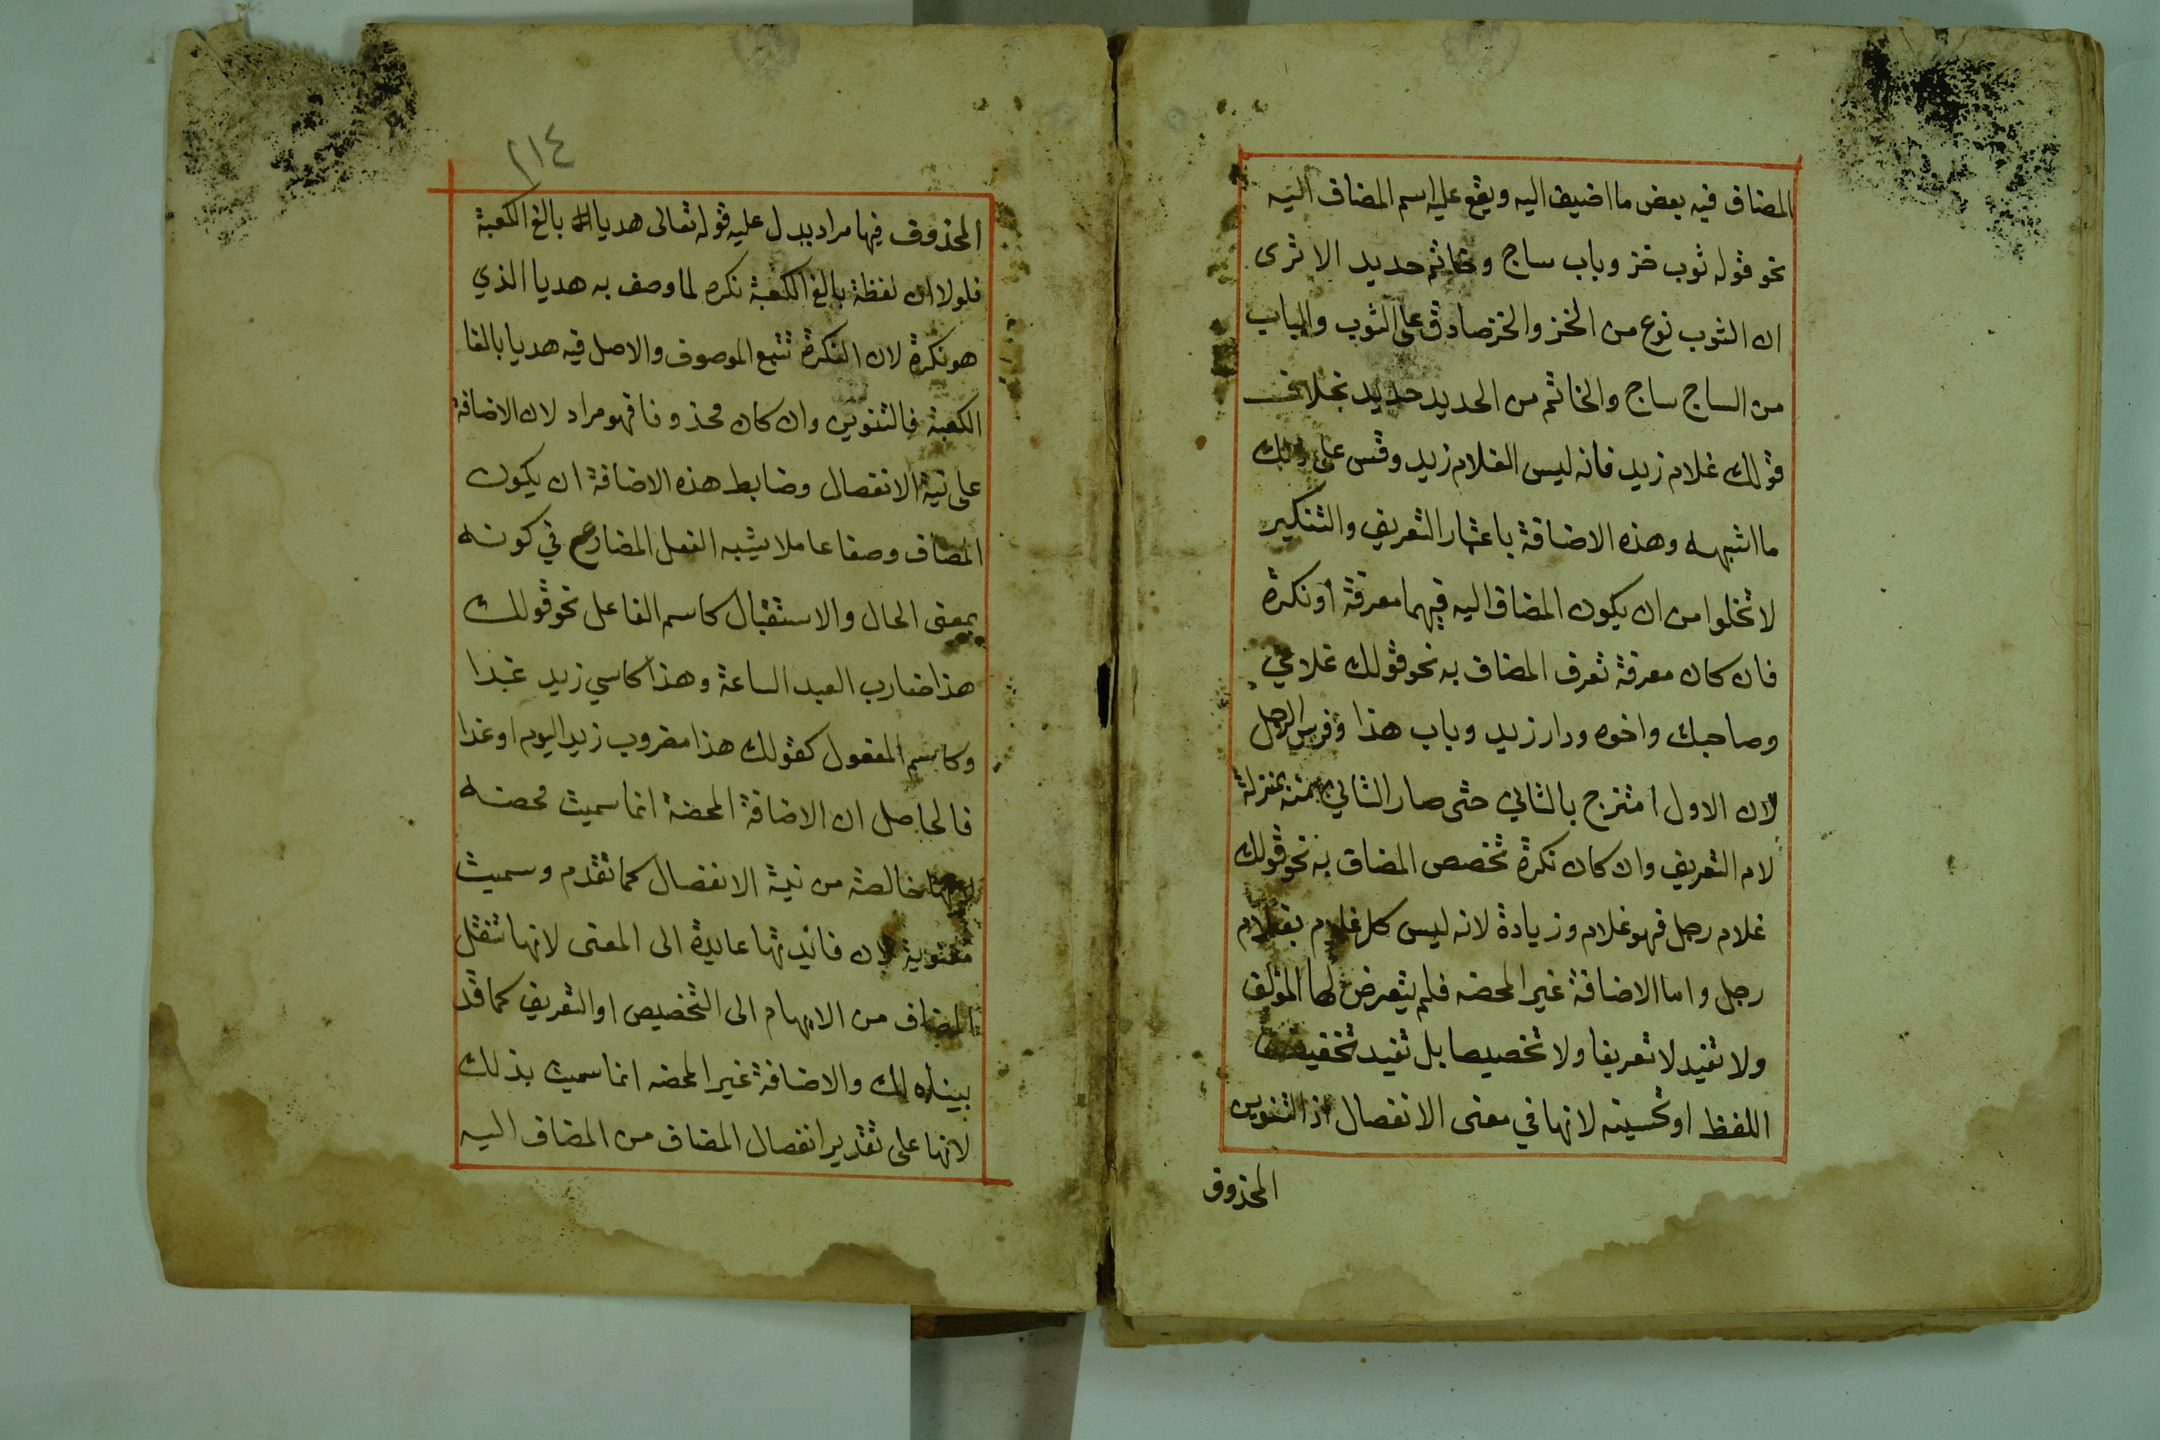 المضاف فيه بعض ما اضيف اليه ويقع عليه اسم المضاف اليه
نحو قوله ثوب خز وباب ساج وخاتم حديد الا ترى
ان الثوب نوع من الخز والخز صادق على الثوب والباب
من الساج ساج والخاتم من الحديد حديد بخلاف
قولك غلام زيد فانه ليس الغلام زيد وقس على ذلك
ما اشبهه وهذه الاضافة باعتبار التعريف والتنكير
لا تخلوا من ان يكون المضاف اليه فيهما معرفة او نكرة
فان كان معرفة تعرف المضاف به نحو قولك غلامي
وصاحبك واخوه ودار زيد وباب هذا وفرس الرجل
لان الاول امتزج بالثاني حتى صار الثاني منه بمنزلة
لام التعريف وان كان نكرة تخصص المضاف به نحو قولك
غلام رجل فهو غلام وزيادة لانه ليس كل غلام بغلام
رجل واما الاضافة غير المحضه فلم يتعرض لها المؤلف
ولا تفيد لا تعريفا ولا تخصيصا بل تفيد تخفيف
اللفظ او تحسينه لانها في معنى الانفصال اذ التنوين
المحذوف
٢١٤
المحذوف فيها مراد يدل عليه قوله تعالى هديا بالغ الكعبة
فلولا ان لفظة بالغ الكعبة نكره لما وصف به هديا الذي
هو نكرة لان النكرة تتبع الموصوف والاصل فيه هديا بالغا
الكعبة فالتنوين وان كان محذوفا فهو مراد لان الاضافة
على نية الانفصال وضابط هذه الاضافة ان يكون
المضاف وصفا عاملا يشبه الفعل المضارع في كونه
بمعنى الحال والاستقبال كاسم الفاعل نحو قولك
هذا ضارب العبد الساعة وهذا كاسي زيد غدا
وكاسم المفعول كقولك هذا مضروب زيد اليوم او غدا
فالحاصل ان الاضافة المحضة انما سميت محضه
لانها خالصة من نية الانفصال كما تقدم وسميت
معنوية لان فائدتها عايدة الى المعنى لانها تنقل
المضاف من الابهام الى التخصيص او التعريف كما قد
بيناه لك والاضافة غير المحضه انما سميت بذلك
لانها على تقدير انفصال المضاف من المضاف اليه